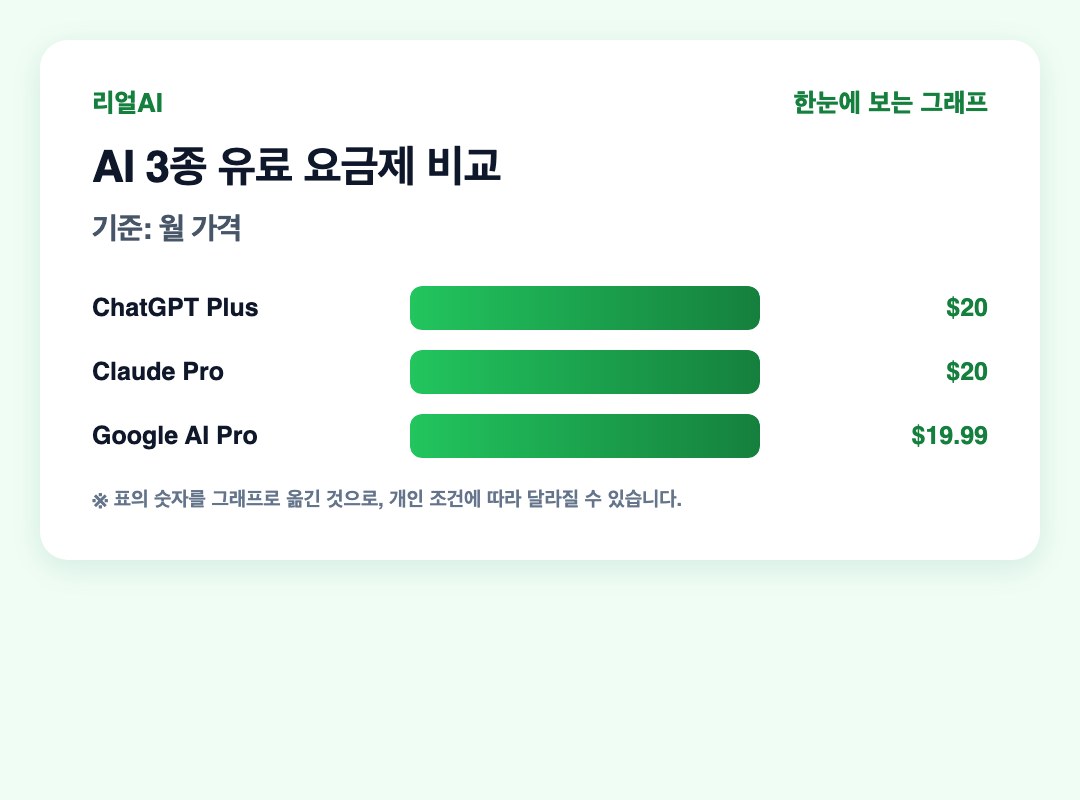 리얼AI
한눈에 보는 그래프
AI 3종 유료 요금제 비교
기준: 월 가격
ChatGPT Plus $20
Claude Pro $20
Google AI Pro $19.99
※ 표의 숫자를 그래프로 옮긴 것으로, 개인 조건에 따라 달라질 수 있습니다.